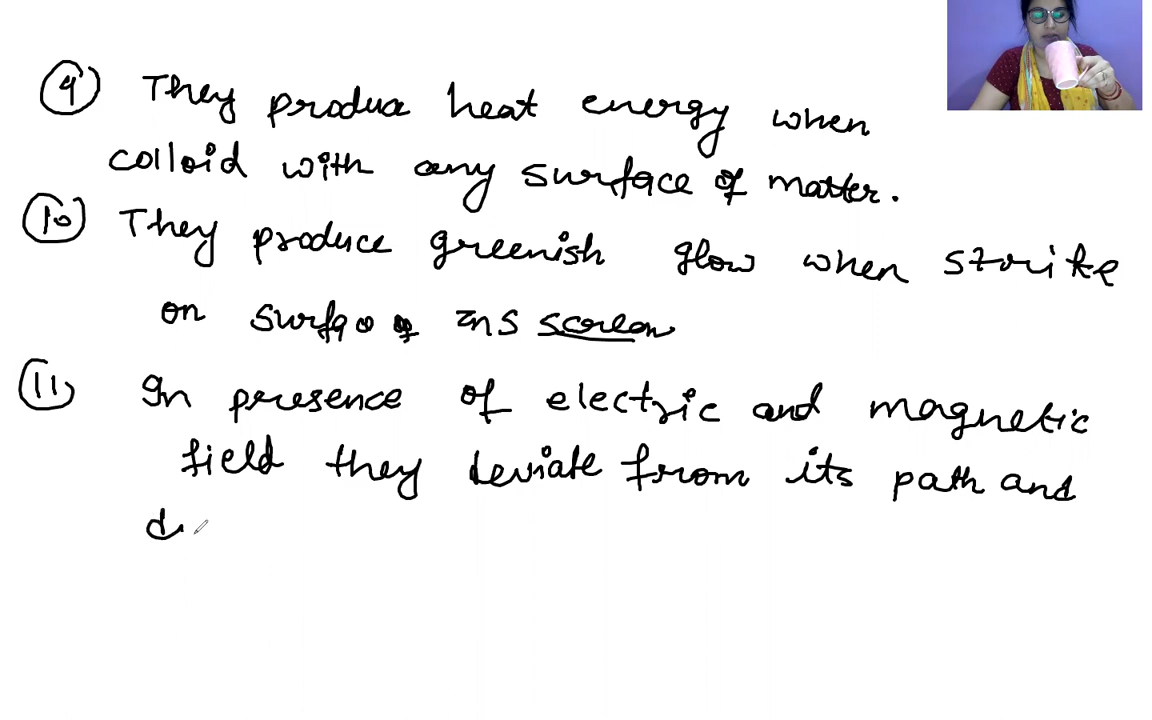 9 They produce heat energy when
colloid with any surface of matter.
10 They produce greenish glow when strike
on surface of ZnS screen
11 In presence of electric and magnetic
field they deviate from its path and